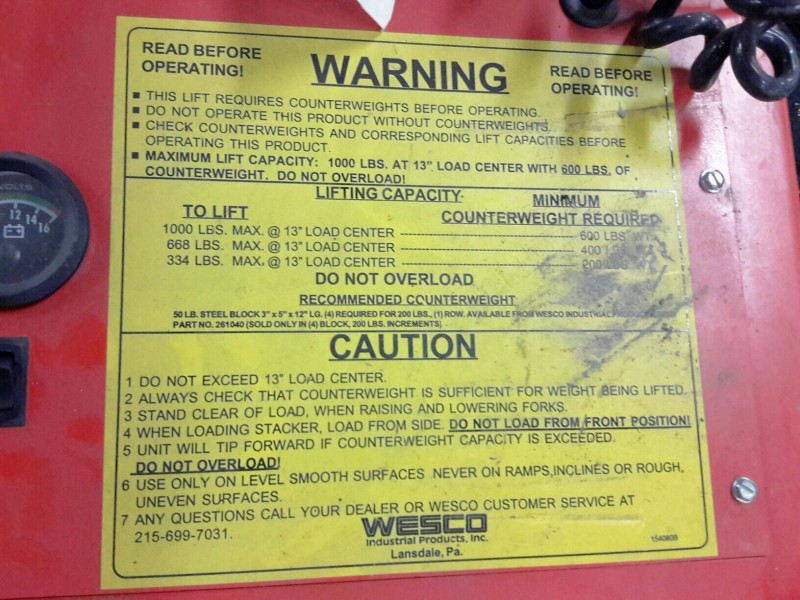 READ BEFORE
OPERATING!
WARNING
READ BEFORE
OPERATING!
■ THIS LIFT REQUIRES COUNTERWEIGHTS BEFORE OPERATING.
■ DO NOT OPERATE THIS PRODUCT WITHOUT COUNTERWEIGHTS.
■ CHECK COUNTERWEIGHTS AND CORRESPONDING LIFT CAPACITIES BEFORE
OPERATING THIS PRODUCT.
■ MAXIMUM LIFT CAPACITY: 1000 LBS. AT 13" LOAD CENTER WITH 600 LBS. OF
COUNTERWEIGHT. DO NOT OVERLOAD!
LIFTING CAPACITY
TO LIFT
MINIMUM
COUNTERWEIGHT REQUIRED
1000 LBS. MAX. @ 13" LOAD CENTER ---------- 600 LBS. WT.
668 LBS. MAX. @ 13" LOAD CENTER ---------- 400
334 LBS. MAX. @ 13" LOAD CENTER ---------- 200 LBS.
DO NOT OVERLOAD
RECOMMENDED COUNTERWEIGHT
50 LB. STEEL BLOCK 3" x 5" x 12" LG. (4) REQUIRED FOR 200 LBS., (1) ROW. AVAILABLE FROM WESCO INDUSTRIAL
PART NO. 261040 (SOLD ONLY IN (4) BLOCK, 200 LBS. INCREMENTS)
CAUTION
1 DO NOT EXCEED 13" LOAD CENTER.
2 ALWAYS CHECK THAT COUNTERWEIGHT IS SUFFICIENT FOR WEIGHT BEING LIFTED.
3 STAND CLEAR OF LOAD, WHEN RAISING AND LOWERING FORKS.
4 WHEN LOADING STACKER, LOAD FROM SIDE. DO NOT LOAD FROM FRONT POSITION!
5 UNIT WILL TIP FORWARD IF COUNTERWEIGHT CAPACITY IS EXCEEDED.
DO NOT OVERLOAD!
6 USE ONLY ON LEVEL SMOOTH SURFACES NEVER ON RAMPS,INCLINES OR ROUGH,
UNEVEN SURFACES.
7 ANY QUESTIONS CALL YOUR DEALER OR WESCO CUSTOMER SERVICE AT
215-699-7031.
WESCO
Industrial Products, Inc.
Lansdale, Pa.
154080B
VOLTS
12 14 16